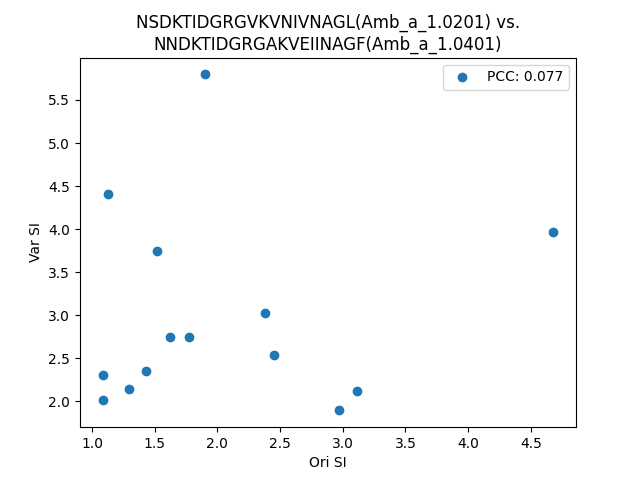 NSDKTIDGRGVKVNIVNAGL(Amb_a_1.0201) vs.
NNDKTIDGRGAKVEIINAGF(Amb_a_1.0401)
PCC: 0.077
5.5
5.0
4.5
4.0
3.5
3.0
2.5
2.0
Var SI
1.0 1.5 2.0 2.5 3.0 3.5 4.0 4.5
Ori SI